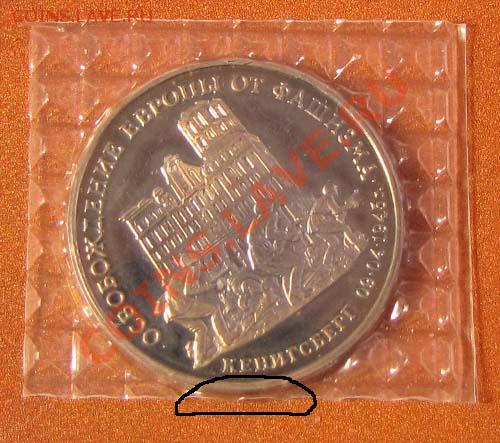 COINS.LAVE.RU
ОСВОБОЖДЕНИЕ ЕВРОПЫ ОТ ФАШИЗМА
КЕНИГСБЕРГ 09.04.1945
COINS.LAVE.RU